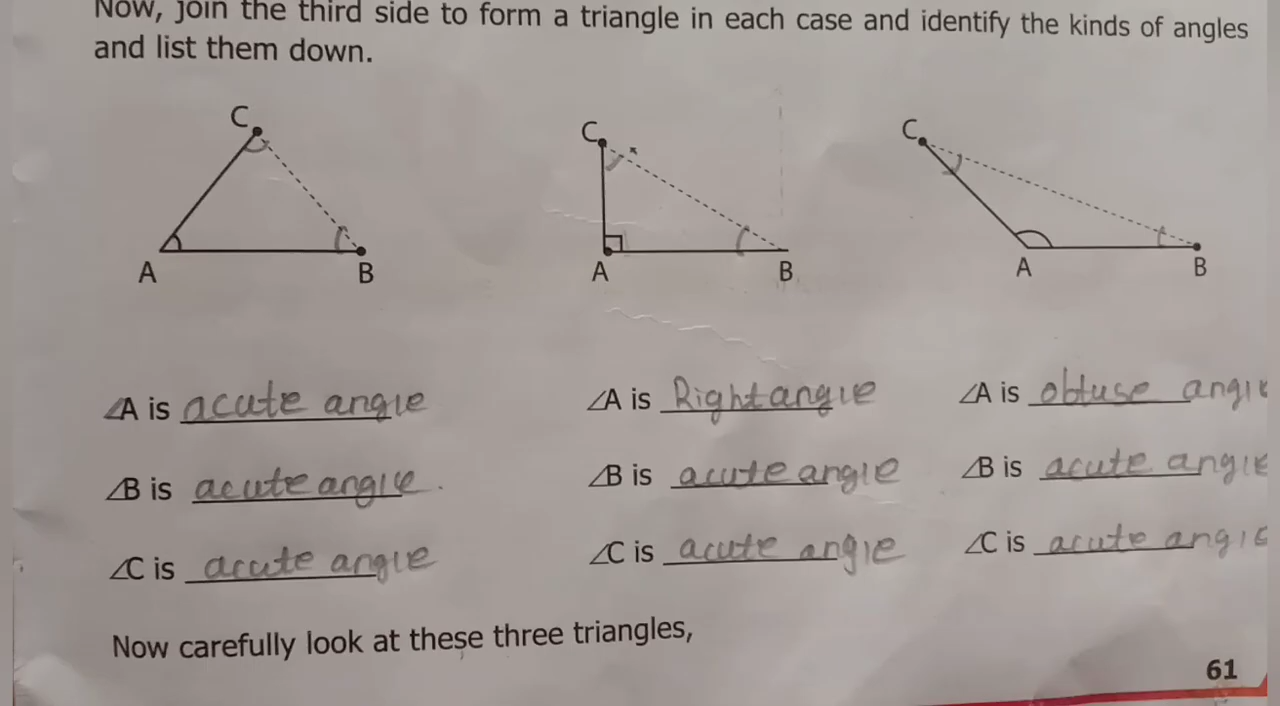 Now, join the third side to form a triangle in each case and identify the kinds of angles
and list them down.
C C C
A B A B A B
∠A is acute angle ∠A is Right angle ∠A is obtuse angle
∠B is acute angle. ∠B is acute angle ∠B is acute angle
∠C is acute angle ∠C is acute angle ∠C is acute angle
Now carefully look at these three triangles,
61